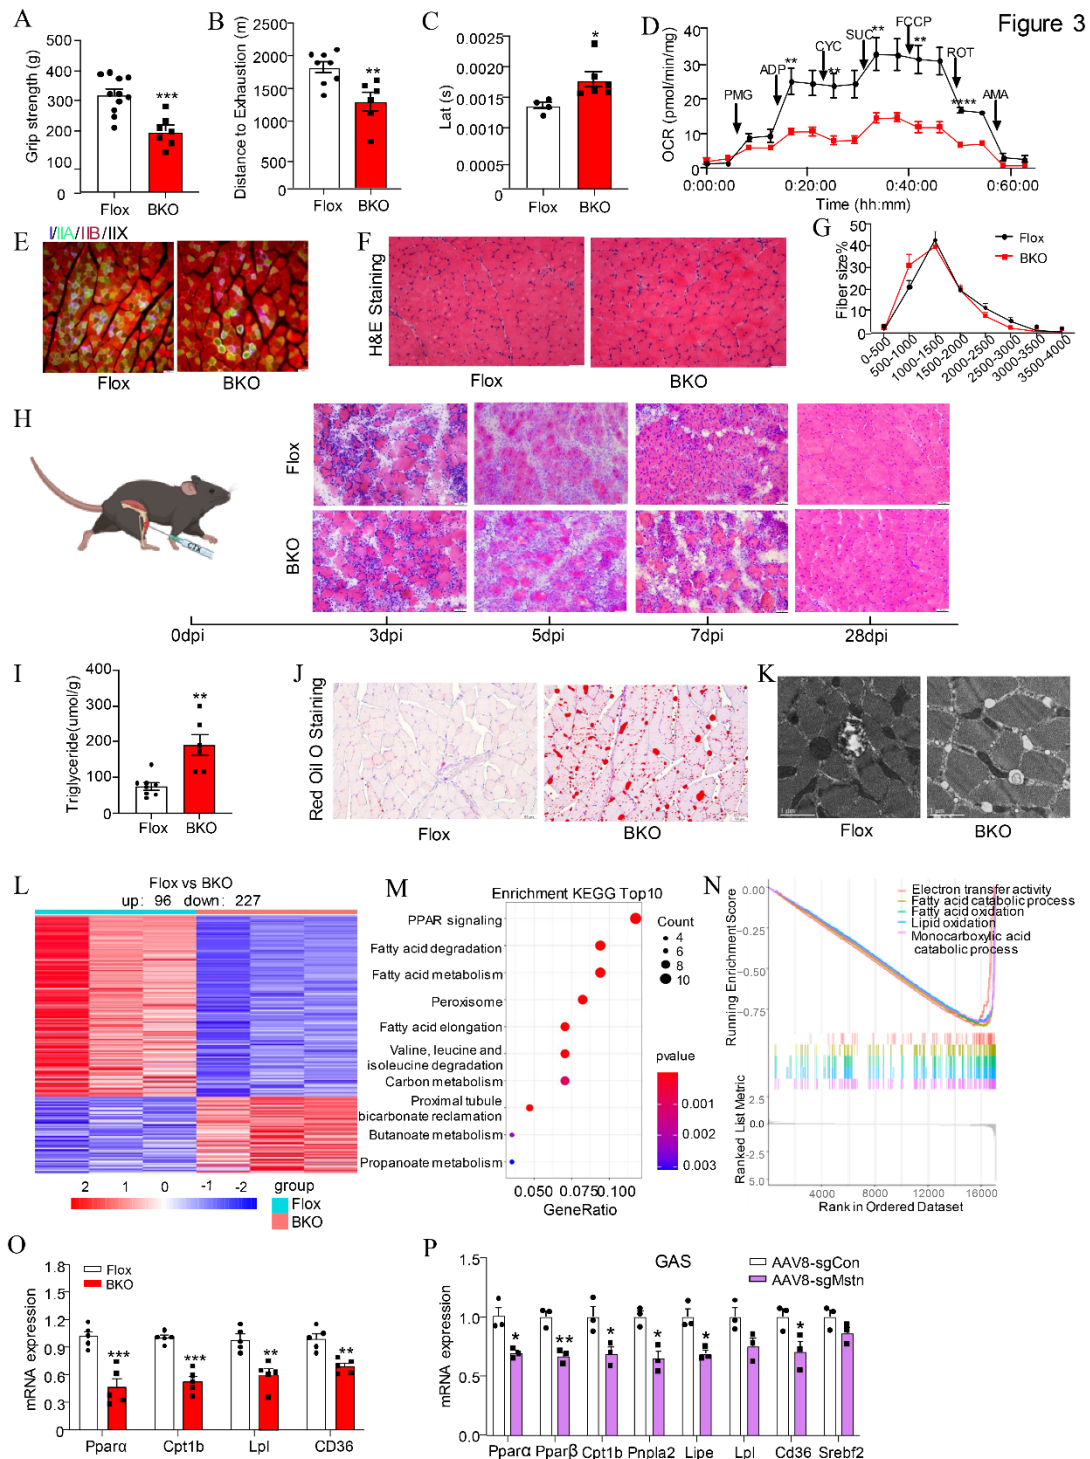 Figure 3
A
Grip strength (g)
500
400
300
200
100
0
***
Flox
BKO
B
Distance to Exhaustion (m)
2500
2000
1500
1000
500
0
**
Flox
BKO
C
Lat (s)
0.0025
0.0020
0.0015
0.0010
0.0005
0.0000
*
Flox
BKO
D
OCR (pmol/min/mg)
40
30
20
10
0
PMG
ADP
**
CYC
**
SUC
**
FCCP
**
ROT
****
AMA
0:00:00
0:20:00
0:40:00
0:60:00
Time (hh:mm)
E
I/IIA/IIB/IIX
Flox
BKO
F
H&E Staining
Flox
BKO
G
Fiber size%
50
40
30
20
10
0
Flox
BKO
0-500
500-1000
1000-1500
1500-2000
2000-2500
2500-3000
3000-3500
3500-4000
H
CTX
Flox
BKO
0dpi
3dpi
5dpi
7dpi
28dpi
I
Triglyceride(umol/g)
400
300
200
100
0
**
Flox
BKO
J
Red Oil O Staining
Flox
BKO
K
1 μm
1 μm
Flox
BKO
L
Flox vs BKO
up: 96 down: 227
2 1 0 -1 -2
group
Flox
BKO
M
Enrichment KEGG Top10
PPAR signaling
Fatty acid degradation
Fatty acid metabolism
Peroxisome
Fatty acid elongation
Valine, leucine and
isoleucine degradation
Carbon metabolism
Proximal tubule
bicarbonate reclamation
Butanoate metabolism
Propanoate metabolism
0.050
0.075
0.100
GeneRatio
Count
4
6
8
10
pvalue
0.001
0.002
0.003
N
Running Enrichment Score
0.00
-0.25
-0.50
-0.75
Electron transfer activity
Fatty acid catabolic process
Fatty acid oxidation
Lipid oxidation
Monocarboxylic acid
catabolic process
Ranked List Metric
2.5
0.0
-2.5
5.0
4000
8000
12000
16000
Rank in Ordered Dataset
O
mRNA expression
1.8
1.5
1.2
0.9
0.6
0.3
0
Flox
BKO
***
***
**
**
Pparα
Cpt1b
Lpl
CD36
P
GAS
mRNA expression
1.5
1.0
0.5
0.0
AAV8-sgCon
AAV8-sgMstn
*
**
*
*
*
*
Pparα
Pparβ
Cpt1b
Pnpla2
Lipe
Lpl
Cd36
Srebf2